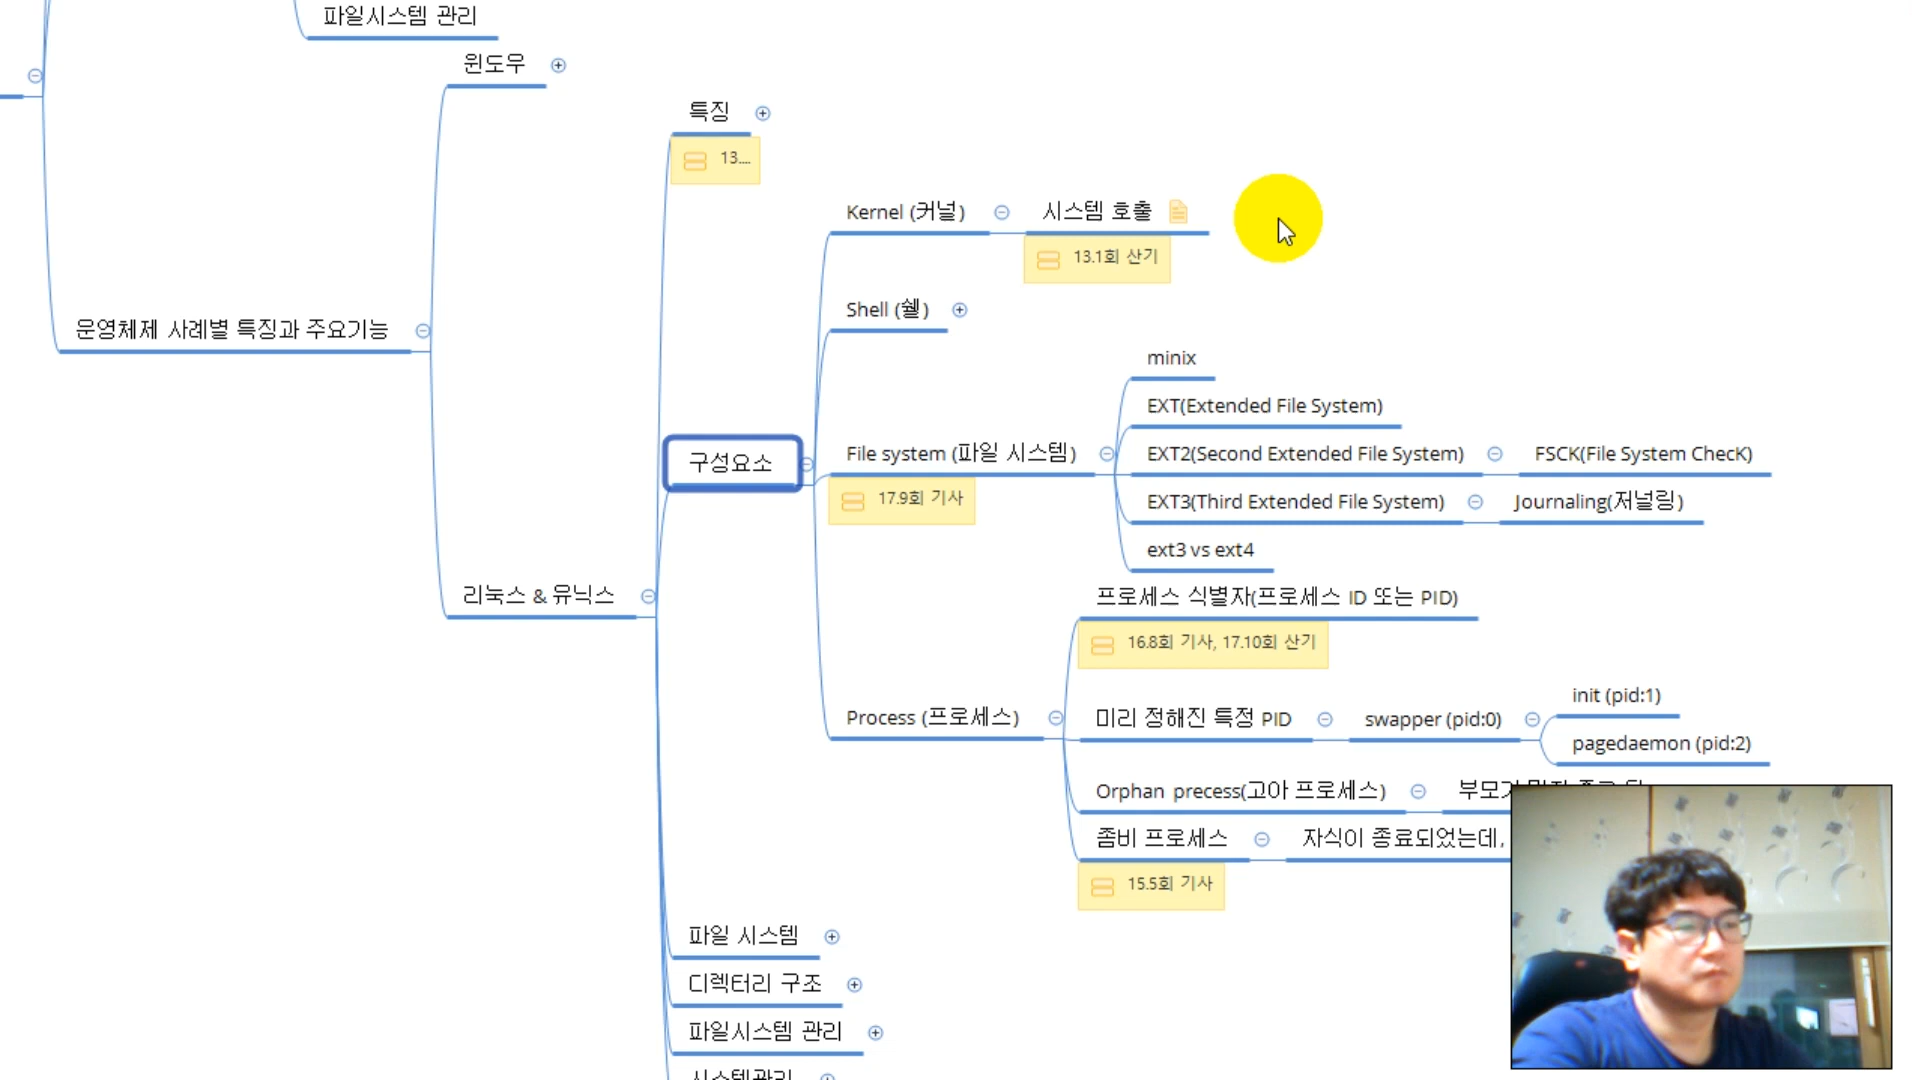 파일시스템 관리
윈도우
특징
13....
Kernel (커널)
시스템 호출
13.1회 산기
Shell (쉘)
minix
EXT(Extended File System)
운영체제 사례별 특징과 주요기능
구성요소
File system (파일 시스템)
EXT2(Second Extended File System)
FSCK(File System ChecK)
17.9회 기사
EXT3(Third Extended File System)
Journaling(저널링)
ext3 vs ext4
리눅스 & 유닉스
프로세스 식별자(프로세스 ID 또는 PID)
16.8회 기사, 17.10회 산기
Process (프로세스)
미리 정해진 특정 PID
swapper (pid:0)
init (pid:1)
pagedaemon (pid:2)
Orphan precess(고아 프로세스)
좀비 프로세스
자식이 종료되었는데,
15.5회 기사
파일 시스템
디렉터리 구조
파일시스템 관리
시스템관리